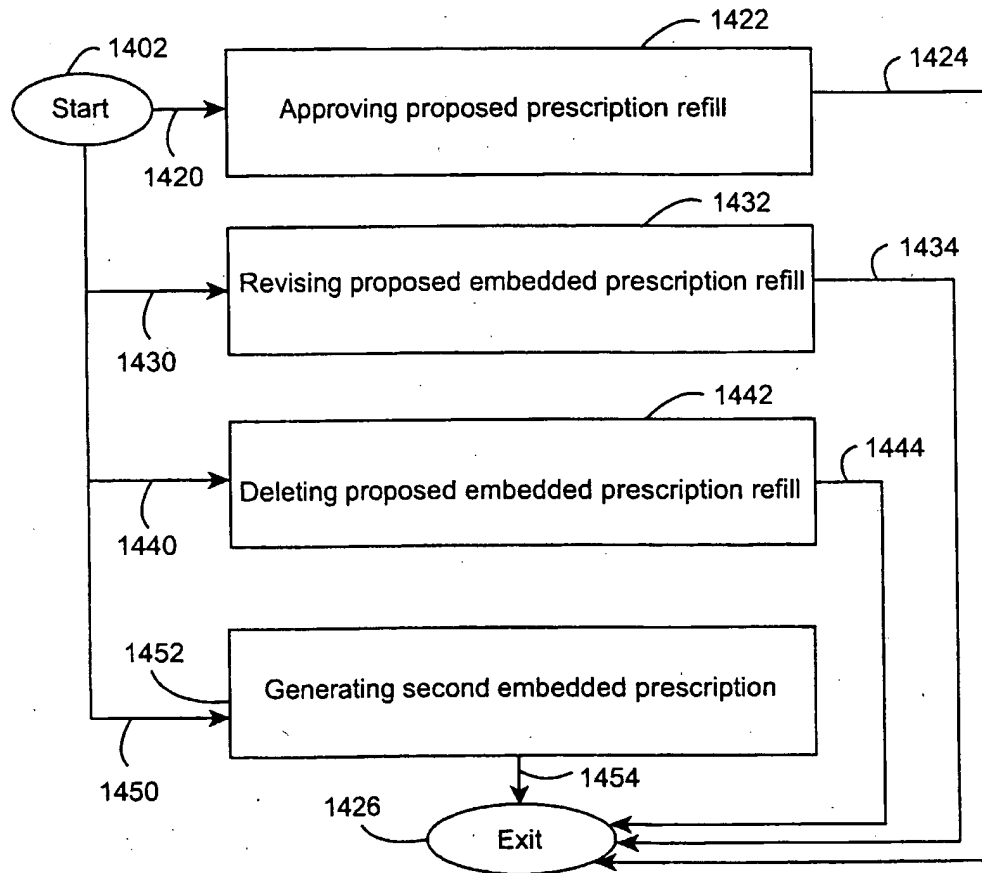 1402
1422
1424
Start
Approving proposed prescription refill
1420
1432
1434
Revising proposed embedded prescription refill
1430
1442
1444
Deleting proposed embedded prescription refill
1440
1452
Generating second embedded prescription
1450
1454
1426
Exit